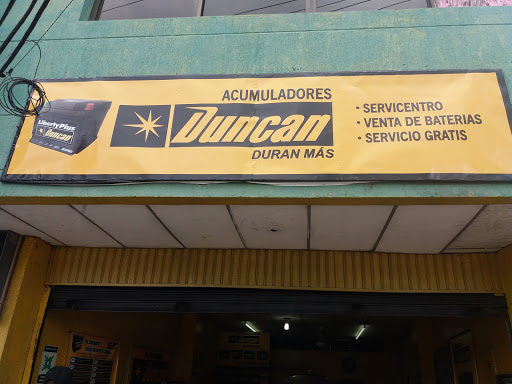 ACUMULADORES
Duncan
DURAN MÁS
• SERVICENTRO
• VENTA DE BATERIAS
• SERVICIO GRATIS
LibertyPlus
Duncan